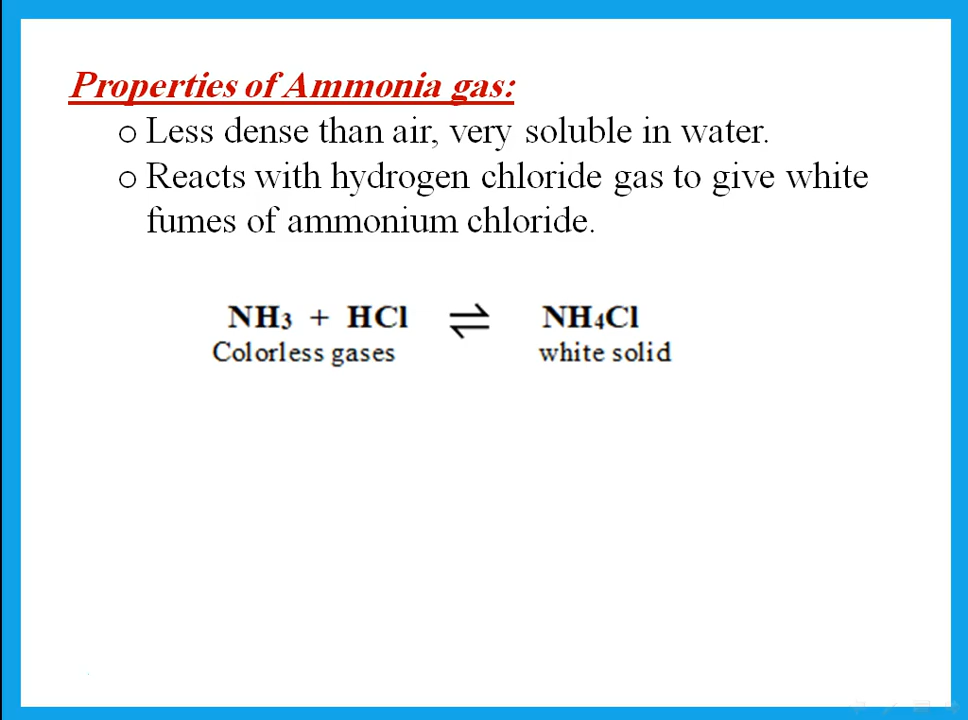 Properties of Ammonia gas:
o Less dense than air, very soluble in water.
o Reacts with hydrogen chloride gas to give white
fumes of ammonium chloride.
NH3 + HCl ⇌ NH4Cl
Colorless gases white solid